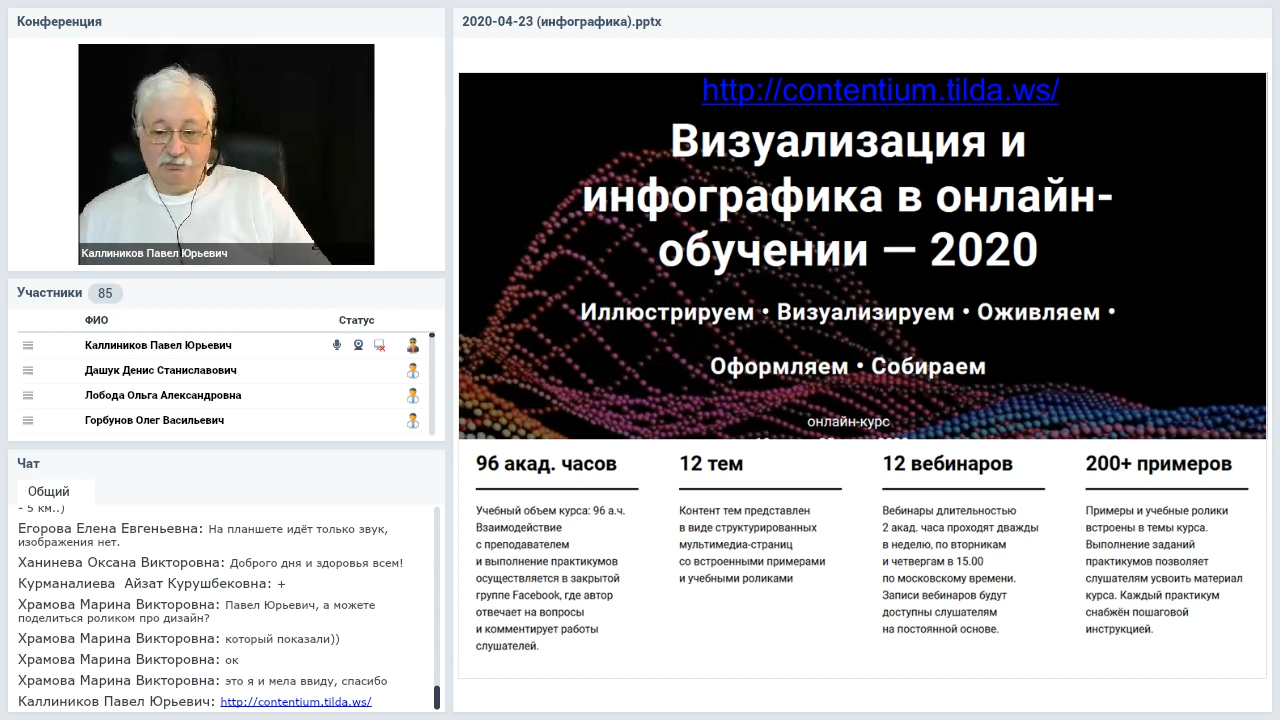 Конференция
Каллиников Павел Юрьевич
Участники 85
ФИО Статус
Каллиников Павел Юрьевич
Дашук Денис Станиславович
Лобода Ольга Александровна
Горбунов Олег Васильевич
Чат
Общий
- 5 км..)
Егорова Елена Евгеньевна: На планшете идёт только звук,
изображения нет.
Ханинева Оксана Викторовна: Доброго дня и здоровья всем!
Курманалиева Айзат Курушбековна: +
Храмова Марина Викторовна: Павел Юрьевич, а можете
поделиться роликом про дизайн?
Храмова Марина Викторовна: который показали))
Храмова Марина Викторовна: ок
Храмова Марина Викторовна: это я и мела ввиду, спасибо
Каллиников Павел Юрьевич: http://contentium.tilda.ws/
2020-04-23 (инфографика).pptx
http://contentium.tilda.ws/
Визуализация и
инфографика в онлайн-
обучении — 2020
Иллюстрируем • Визуализируем • Оживляем •
Оформляем • Собираем
онлайн-курс
96 акад. часов
Учебный объем курса: 96 а.ч.
Взаимодействие
с преподавателем
и выполнение практикумов
осуществляется в закрытой
группе Facebook, где автор
отвечает на вопросы
и комментирует работы
слушателей.
12 тем
Контент тем представлен
в виде структурированных
мультимедиа-страниц
со встроенными примерами
и учебными роликами
12 вебинаров
Вебинары длительностью
2 акад. часа проходят дважды
в неделю, по вторникам
и четвергам в 15.00
по московскому времени.
Записи вебинаров будут
доступны слушателям
на постоянной основе.
200+ примеров
Примеры и учебные ролики
встроены в темы курса.
Выполнение заданий
практикумов позволяет
слушателям усвоить материал
курса. Каждый практикум
снабжён пошаговой
инструкцией.